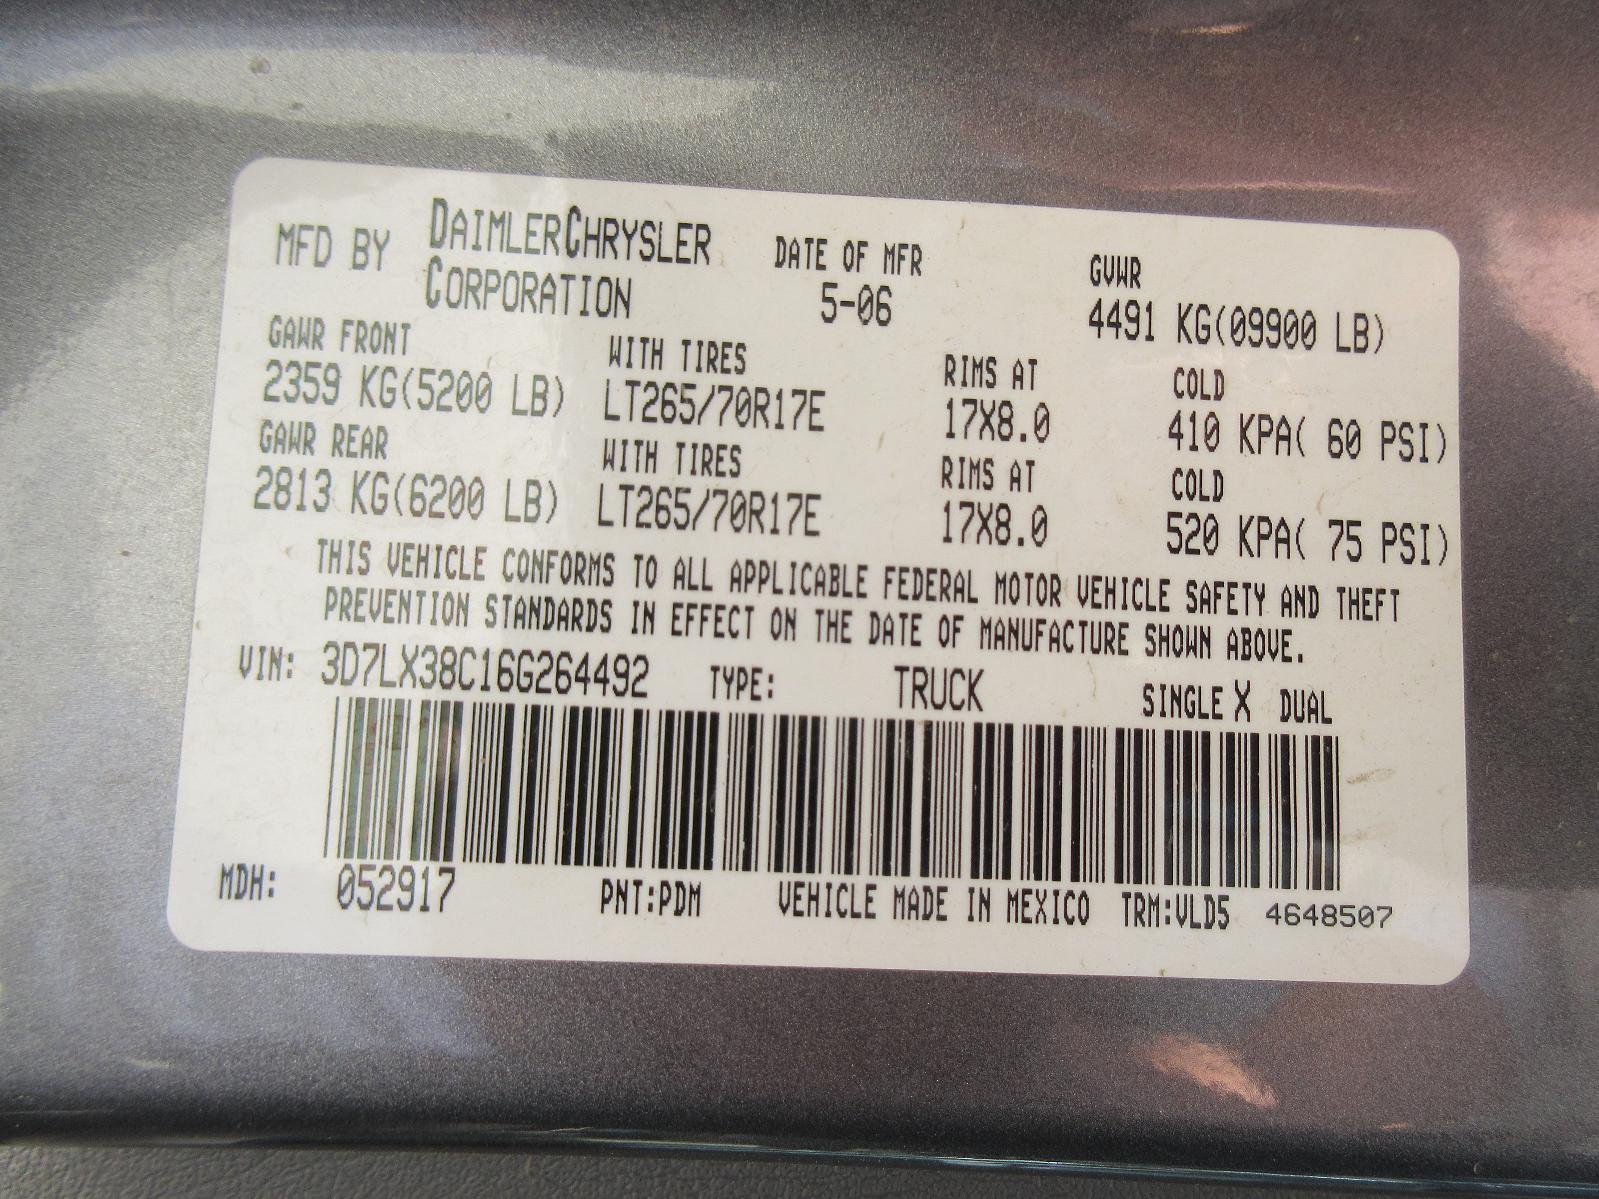 MFD BY DAIMLERCHRYSLER CORPORATION
DATE OF MFR 5-06
GVWR 4491 KG(09900 LB)
GAWR FRONT WITH TIRES RIMS AT COLD
2359 KG(5200 LB) LT265/70R17E 17X8.0 410 KPA( 60 PSI)
GAWR REAR WITH TIRES RIMS AT COLD
2813 KG(6200 LB) LT265/70R17E 17X8.0 520 KPA( 75 PSI)
THIS VEHICLE CONFORMS TO ALL APPLICABLE FEDERAL MOTOR VEHICLE SAFETY AND THEFT
PREVENTION STANDARDS IN EFFECT ON THE DATE OF MANUFACTURE SHOWN ABOVE.
VIN: 3D7LX38C16G264492 TYPE: TRUCK SINGLE X DUAL
MDH: 052917 PNT:PDM VEHICLE MADE IN MEXICO TRM:VLD5 4648507